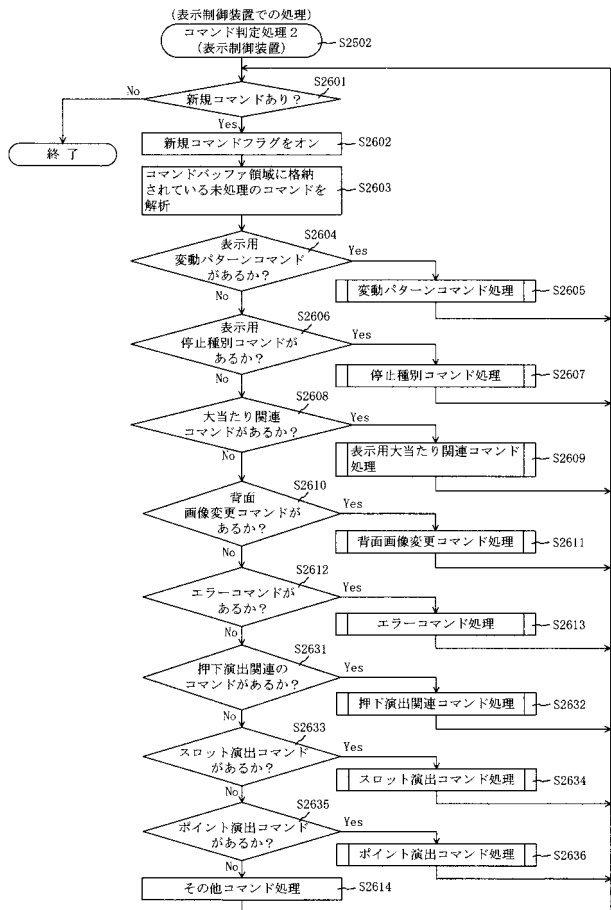 (表示制御装置での処理)
コマンド判定処理2
(表示制御装置)
S2502
S2601
新規コマンドあり?
No
Yes
終 了
新規コマンドフラグをオン
S2602
コマンドバッファ領域に格納
されている未処理のコマンドを
解析
S2603
S2604
表示用
変動パターンコマンド
があるか?
Yes
No
変動パターンコマンド処理
S2605
S2606
表示用
停止種別コマンドが
あるか?
Yes
No
停止種別コマンド処理
S2607
S2608
大当たり関連
コマンドがあるか?
Yes
No
表示用大当たり関連コマンド
処理
S2609
S2610
背面
画像変更コマンドが
あるか?
Yes
No
背面画像変更コマンド処理
S2611
S2612
エラーコマンドが
あるか?
Yes
No
エラーコマンド処理
S2613
S2631
押下演出関連の
コマンドがあるか?
Yes
No
押下演出関連コマンド処理
S2632
S2633
スロット演出コマンド
があるか?
Yes
No
スロット演出コマンド処理
S2634
S2635
ポイント演出コマンド
があるか?
Yes
No
ポイント演出コマンド処理
S2636
その他コマンド処理
S2614